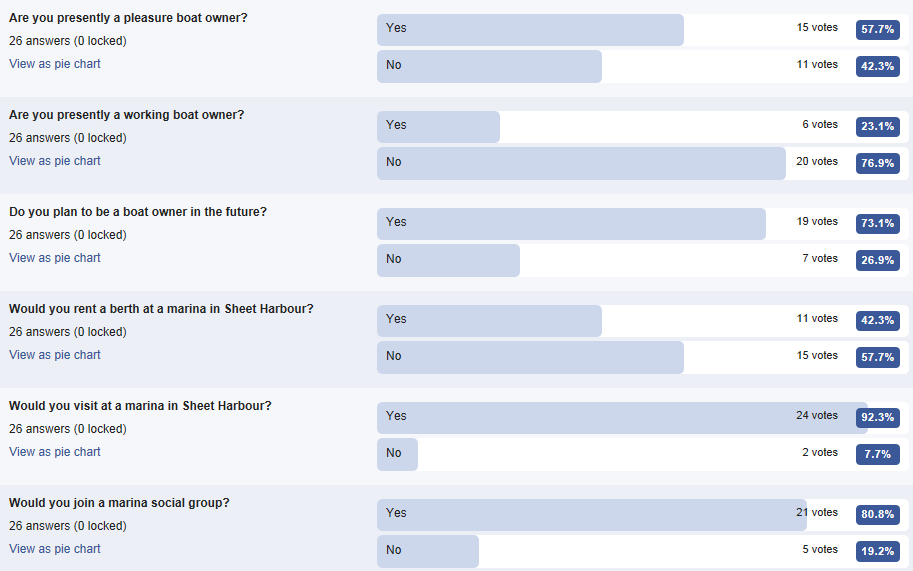 Are you presently a pleasure boat owner?
26 answers (0 locked)
View as pie chart
Yes 15 votes 57.7%
No 11 votes 42.3%
Are you presently a working boat owner?
26 answers (0 locked)
View as pie chart
Yes 6 votes 23.1%
No 20 votes 76.9%
Do you plan to be a boat owner in the future?
26 answers (0 locked)
View as pie chart
Yes 19 votes 73.1%
No 7 votes 26.9%
Would you rent a berth at a marina in Sheet Harbour?
26 answers (0 locked)
View as pie chart
Yes 11 votes 42.3%
No 15 votes 57.7%
Would you visit at a marina in Sheet Harbour?
26 answers (0 locked)
View as pie chart
Yes 24 votes 92.3%
No 2 votes 7.7%
Would you join a marina social group?
26 answers (0 locked)
View as pie chart
Yes 21 votes 80.8%
No 5 votes 19.2%